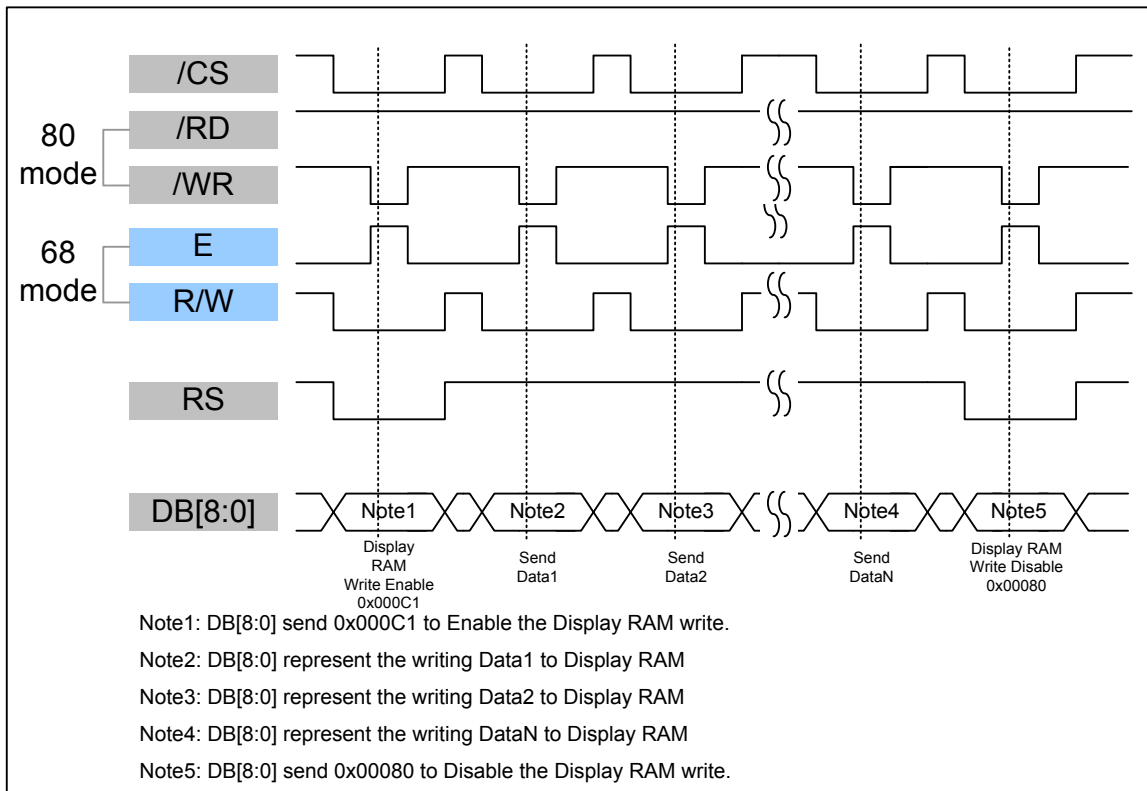 /CS
80
mode
/RD
/WR
68
mode
E
R/W
RS
DB[8:0]
Note1
Note2
Note3
Note4
Note5
Display
RAM
Write Enable
0x000C1
Send
Data1
Send
Data2
Send
DataN
Display RAM
Write Disable
0x00080
Note1: DB[8:0] send 0x000C1 to Enable the Display RAM write.
Note2: DB[8:0] represent the writing Data1 to Display RAM
Note3: DB[8:0] represent the writing Data2 to Display RAM
Note4: DB[8:0] represent the writing DataN to Display RAM
Note5: DB[8:0] send 0x00080 to Disable the Display RAM write.